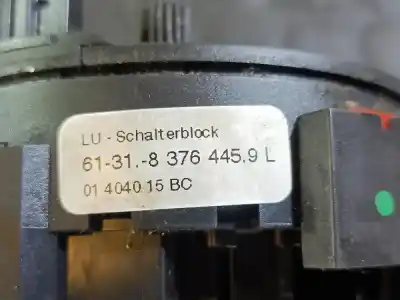 LU - Schalterblock
61-31.-8 376 445.9 L
01 4040 15 BC